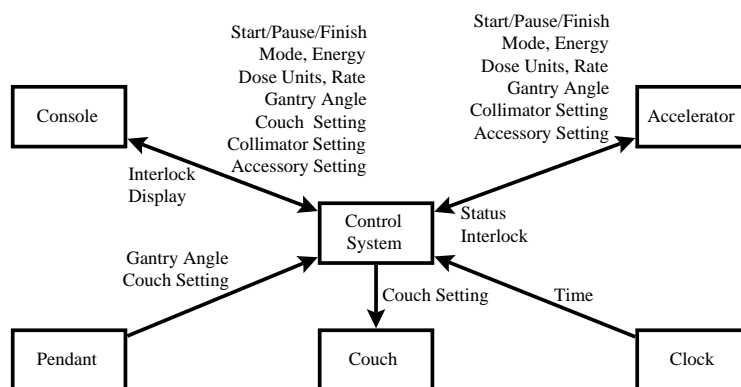 Start/Pause/Finish
Mode, Energy
Dose Units, Rate
Gantry Angle
Couch Setting
Collimator Setting
Accessory Setting
Start/Pause/Finish
Mode, Energy
Dose Units, Rate
Gantry Angle
Collimator Setting
Accessory Setting
Console
Accelerator
Interlock
Display
Control
System
Status
Interlock
Gantry Angle
Couch Setting
Couch Setting
Time
Pendant
Couch
Clock